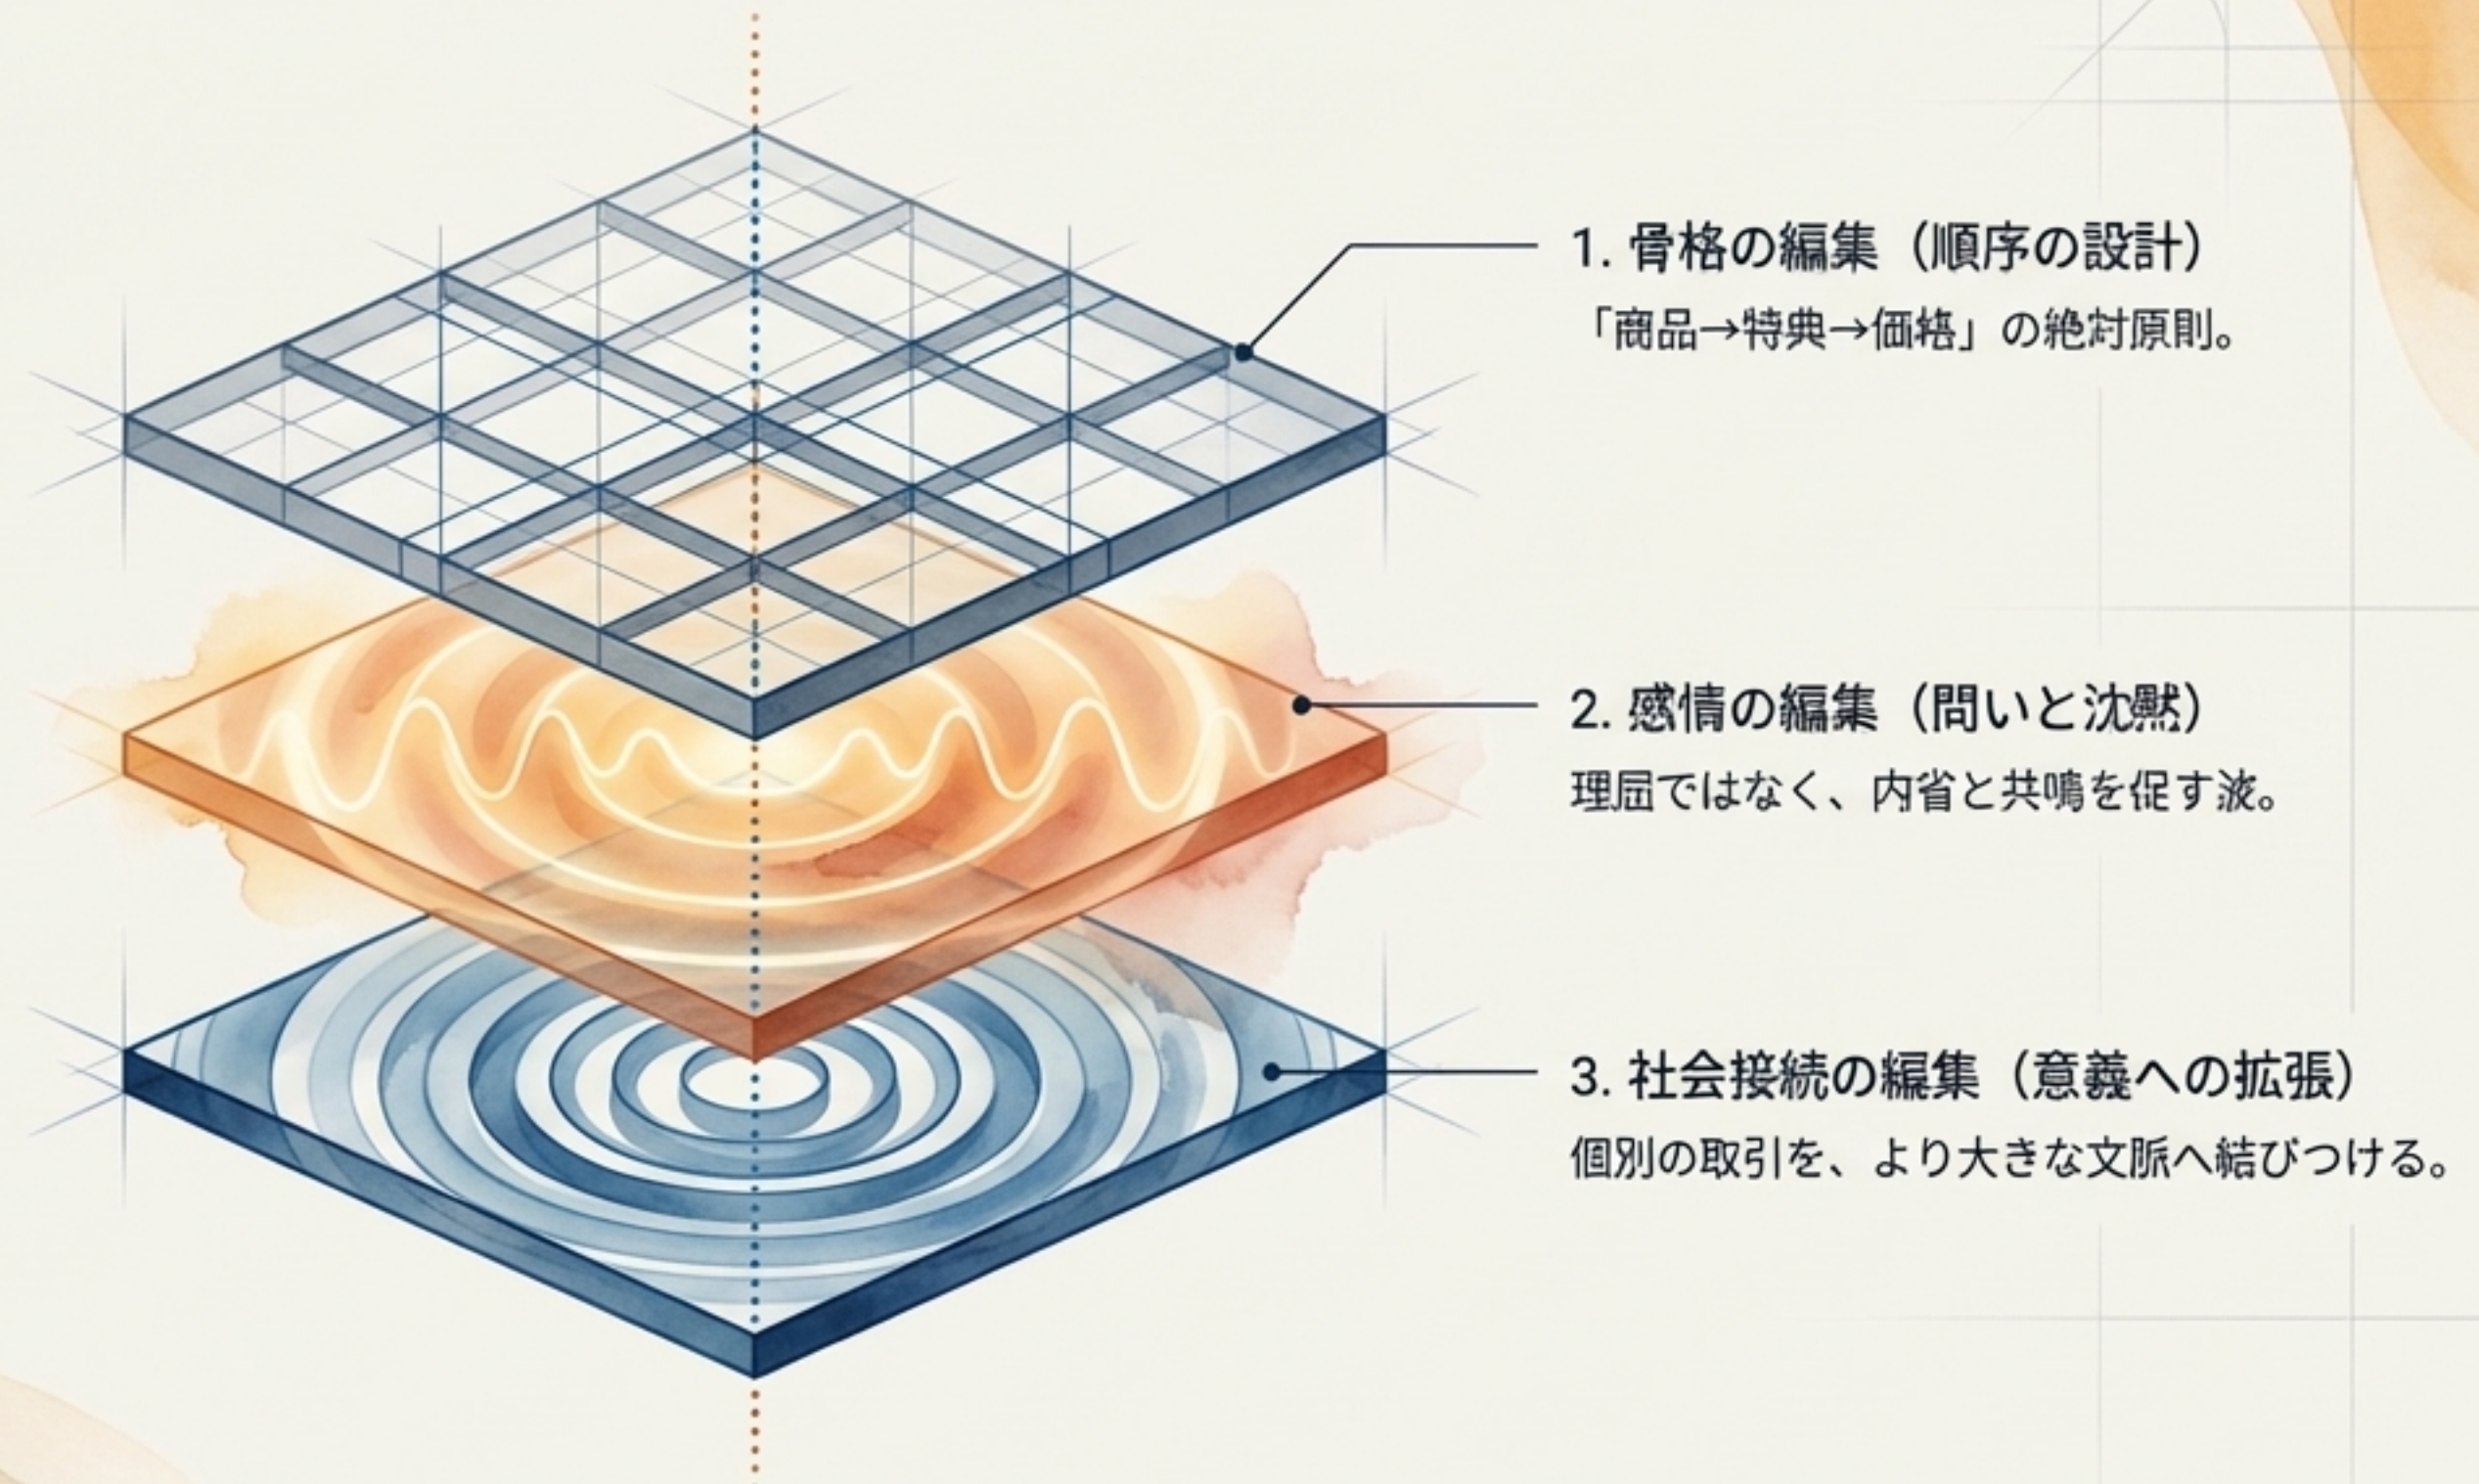 1. 骨格の編集（順序の設計）
「商品→特典→価格」の絶対原則。
2. 感情の編集（問いと沈黙）
理屈ではなく、内省と共鳴を促す波。
3. 社会接続の編集（意義への拡張）
個別の取引を、より大きな文脈へ結びつける。